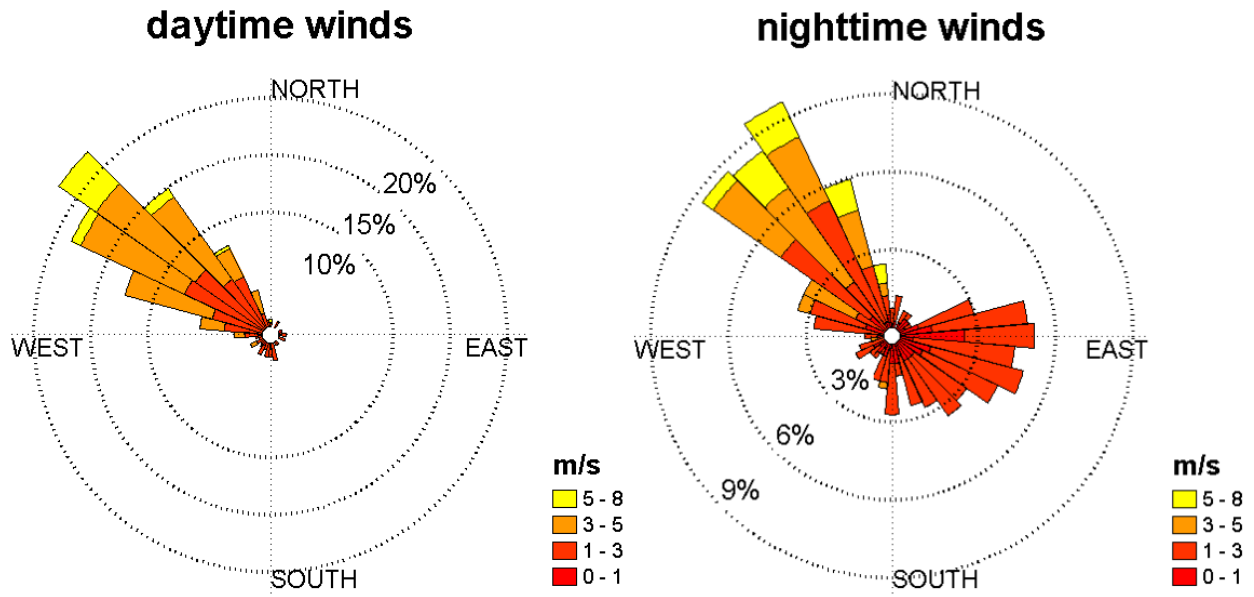 daytime winds
NORTH
20%
15%
10%
WEST
EAST
SOUTH
m/s
5 - 8
3 - 5
1 - 3
0 - 1
nighttime winds
NORTH
WEST
EAST
3%
6%
9%
SOUTH
m/s
5 - 8
3 - 5
1 - 3
0 - 1